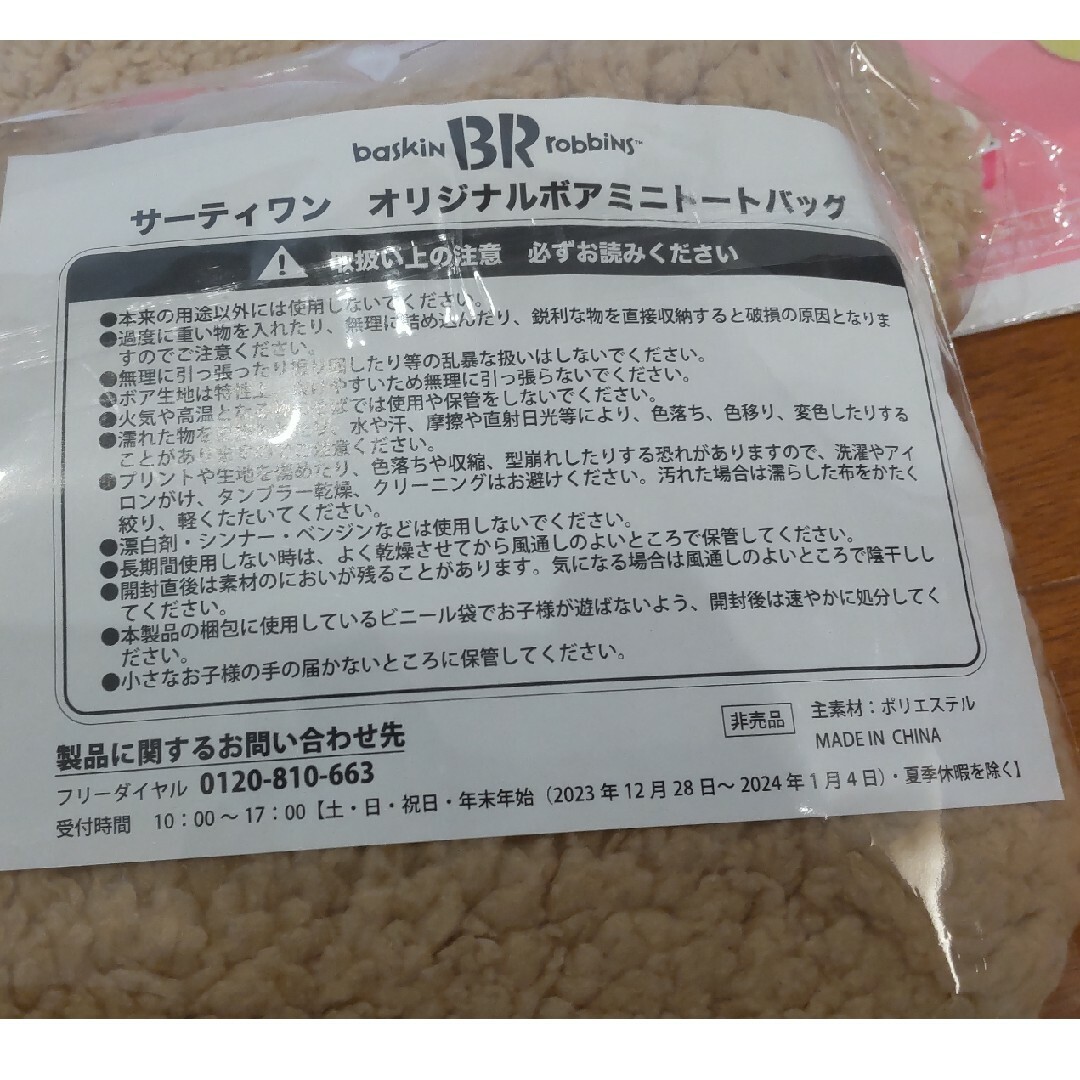 baskin BR robbins™
サーティワン オリジナルボアミニトートバッグ
取扱い上の注意 必ずお読みください
●本来の用途以外には使用しないでください。
●過度に重い物を入れたり、無理に詰め込んだり、鋭利な物を直接収納すると破損の原因となりま
すのでご注意ください。
●無理に引っ張ったり したり等の乱暴な扱いはしないでください。
●ボア生地は特性上 やすいため無理に引っ張らないでください。
●火気や高温と では使用や保管をしないでください。
●濡れた物を 、水や汗、摩擦や直射日光等により、色落ち、色移り、変色したりする
ことがあり 注意ください。
●プリントや生地を傷めたり、色落ちや収縮、型崩れしたりする恐れがありますので、洗濯やアイ
ロンがけ、タンブラー乾燥、クリーニングはお避けください。汚れた場合は濡らした布をかたく
絞り、軽くたたいてください。
●漂白剤・シンナー・ベンジンなどは使用しないでください。
●長期間使用しない時は、よく乾燥させてから風通しのよいところで保管してください。
●開封直後は素材のにおいが残ることがあります。気になる場合は風通しのよいところで陰干しし
てください。
●本製品の梱包に使用しているビニール袋でお子様が遊ばないよう、開封後は速やかに処分してく
ださい。
●小さなお子様の手の届かないところに保管してください。
非売品 主素材:ポリエステル
MADE IN CHINA
製品に関するお問い合わせ先
フリーダイヤル 0120-810-663
受付時間 10:00~17:00【土・日・祝日・年末年始(2023年12月28日~2024年1月4日)・夏季休暇を除く】